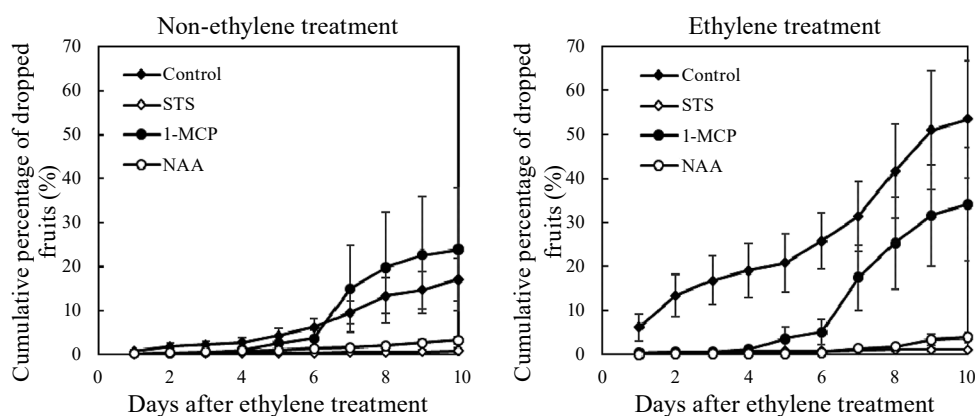 Non-ethylene treatment
Cumulative percentage of dropped
fruits (%)
70
60
50
40
30
20
10
0
Control
STS
1-MCP
NAA
0 2 4 6 8 10
Days after ethylene treatment
Ethylene treatment
Cumulative percentage of dropped
fruits (%)
70
60
50
40
30
20
10
0
Control
STS
1-MCP
NAA
0 2 4 6 8 10
Days after ethylene treatment